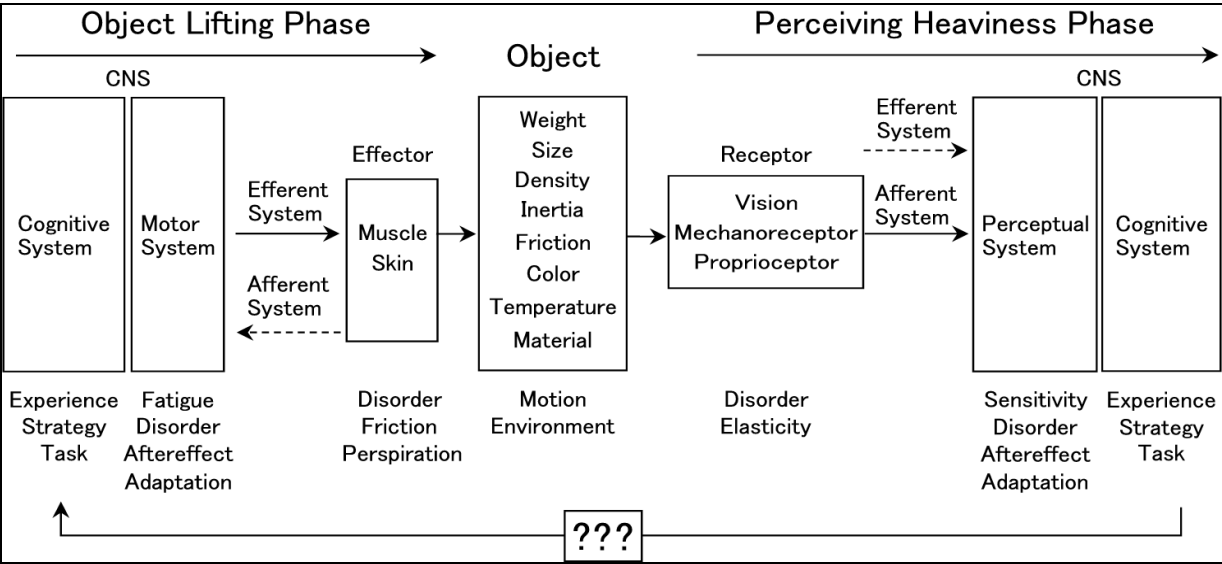 Object Lifting Phase
Perceiving Heaviness Phase
Object
CNS
CNS
Cognitive
System
Motor
System
Efferent
System
Afferent
System
Effector
Muscle
Skin
Weight
Size
Density
Inertia
Friction
Color
Temperature
Material
Receptor
Vision
Mechanoreceptor
Proprioceptor
Efferent
System
Afferent
System
Perceptual
System
Cognitive
System
Experience
Strategy
Task
Fatigue
Disorder
Aftereffect
Adaptation
Disorder
Friction
Perspiration
Motion
Environment
Disorder
Elasticity
Sensitivity
Disorder
Aftereffect
Adaptation
Experience
Strategy
Task
???